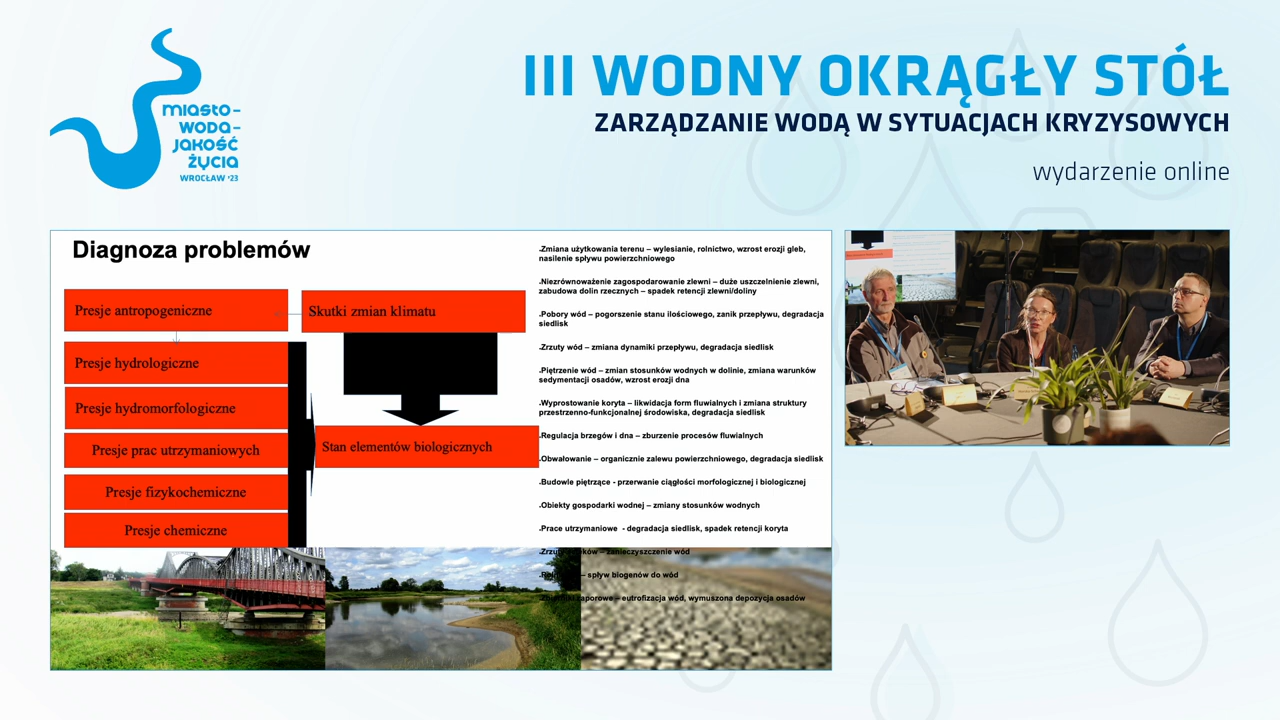 miasto-
woda-
jakość
życia
WROCŁAW '23
III WODNY OKRĄGŁY STÓŁ
ZARZĄDZANIE WODĄ W SYTUACJACH KRYZYSOWYCH
wydarzenie online
Diagnoza problemów
Presje antropogeniczne
Skutki zmian klimatu
Presje hydrologiczne
Presje hydromorfologiczne
Presje prac utrzymaniowych
Stan elementów biologicznych
Presje fizykochemiczne
Presje chemiczne
.Zmiana użytkowania terenu – wylesianie, rolnictwo, wzrost erozji gleb,
nasilenie spływu powierzchniowego
.Niezrównoważenie zagospodarowanie zlewni – duże uszczelnienie zlewni,
zabudowa dolin rzecznych – spadek retencji zlewni/doliny
.Pobory wód – pogorszenie stanu ilościowego, zanik przepływu, degradacja
siedlisk
.Zrzuty wód – zmiana dynamiki przepływu, degradacja siedlisk
.Piętrzenie wód – zmian stosunków wodnych w dolinie, zmiana warunków
sedymentacji osadów, wzrost erozji dna
.Wyprostowanie koryta – likwidacja form fluwialnych i zmiana struktury
przestrzenno-funkcjonalnej środowiska, degradacja siedlisk
.Regulacja brzegów i dna – zburzenie procesów fluwialnych
.Obwałowanie – organicznie zalewu powierzchniowego, degradacja siedlisk
.Budowle piętrzące - przerwanie ciągłości morfologicznej i biologicznej
.Obiekty gospodarki wodnej – zmiany stosunków wodnych
.Prace utrzymaniowe - degradacja siedlisk, spadek retencji koryta
– zanieczyszczenie wód
– spływ biogenów do wód
zaporowe – eutrofizacja wód, wymuszona depozycja osadów